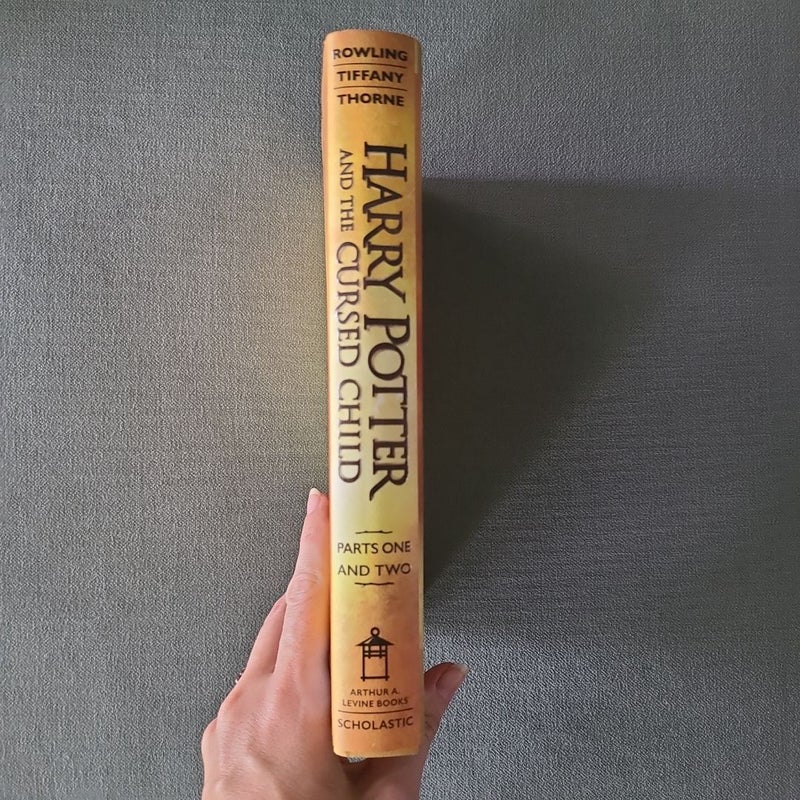 ROWLING
TIFFANY
THORNE
HARRY POTTER
AND THE CURSED CHILD
PARTS ONE
AND TWO
ARTHUR A.
LEVINE BOOKS
SCHOLASTIC